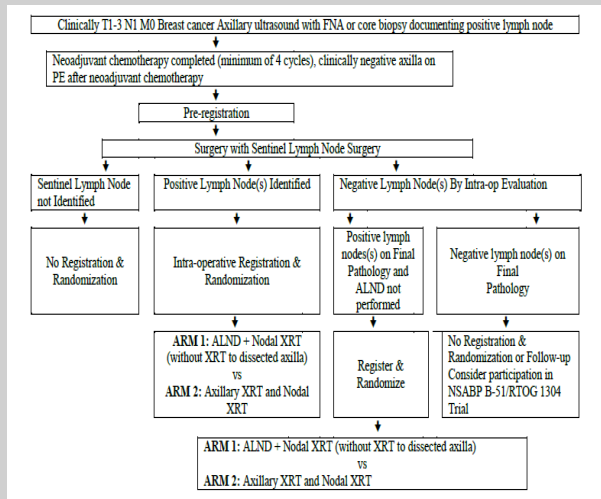 Clinically T1-3 N1 M0 Breast cancer Axillary ultrasound with FNA or core biopsy documenting positive lymph node
Neoadjuvant chemotherapy completed (minimum of 4 cycles), clinically negative axilla on
PE after neoadjuvant chemotherapy
Pre-registration
Surgery with Sentinel Lymph Node Surgery
Sentinel Lymph Node
not Identified
Positive Lymph Node(s) Identified
Negative Lymph Node(s) By Intra-op Evaluation
No Registration &
Randomization
Intra-operative Registration &
Randomization
Positive lymph
nodes(s) on Final
Pathology and
ALND not
performed
Negative lymph node(s) on
Final
Pathology
ARM 1: ALND + Nodal XRT
(without XRT to dissected axilla)
vs
ARM 2: Axillary XRT and Nodal
XRT
Register &
Randomize
No Registration &
Randomization or Follow-up
Consider participation in
NSABP B-51/RTOG 1304
Trial
ARM 1: ALND + Nodal XRT (without XRT to dissected axilla)
vs
ARM 2: Axillary XRT and Nodal XRT